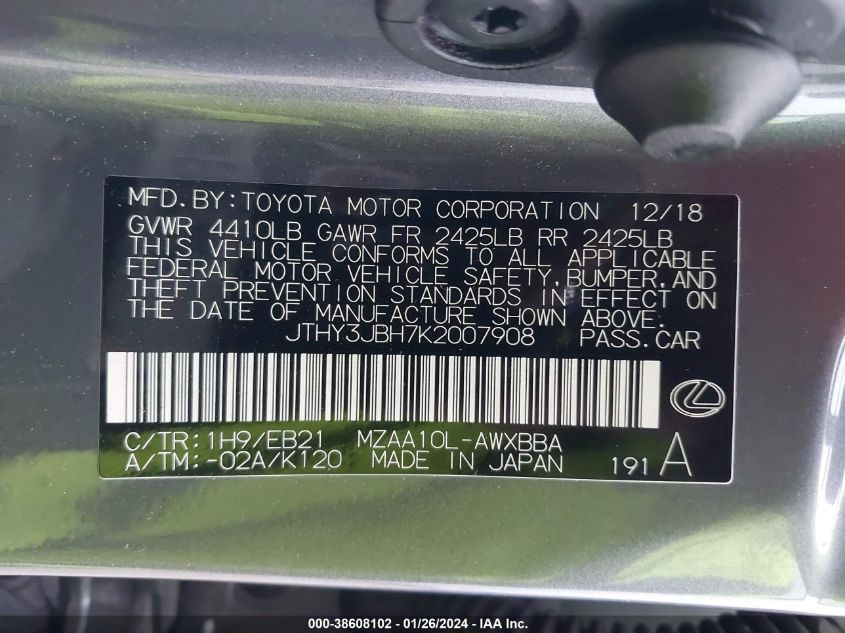 MFD.BY:TOYOTA MOTOR CORPORATION 12/18
GVWR 4410LB GAWR FR 2425LB RR 2425LB
THIS VEHICLE CONFORMS TO ALL APPLICABLE
FEDERAL MOTOR VEHICLE SAFETY,BUMPER,AND
THEFT PREVENTION STANDARDS IN EFFECT ON
THE DATE OF MANUFACTURE SHOWN ABOVE.
JTHY3JBH7K2007908 PASS.CAR
C/TR:1H9/EB21 MZAA10L-AWXBBA
A/TM:-02A/K120 MADE IN JAPAN 191 A
000-38608102 - 01/26/2024 - IAA Inc.